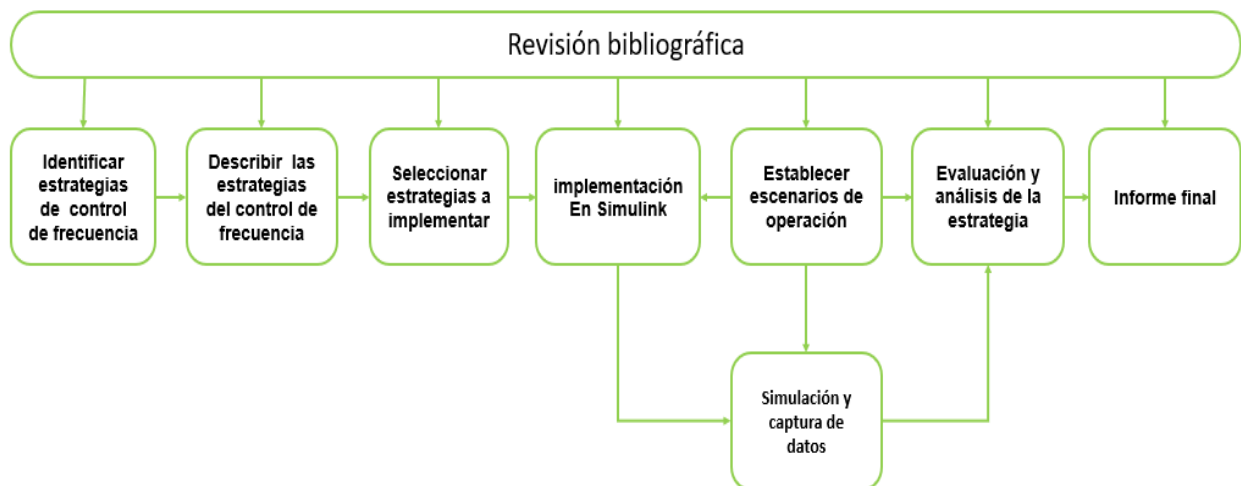 Revisión bibliográfica
Identificar
estrategias
de control
de frecuencia
Describir las
estrategias
del control de
frecuencia
Seleccionar
estrategias a
implementar
implementación
En Simulink
Establecer
escenarios de
operación
Evaluación y
análisis de la
estrategia
Informe final
Simulación y
captura de
datos